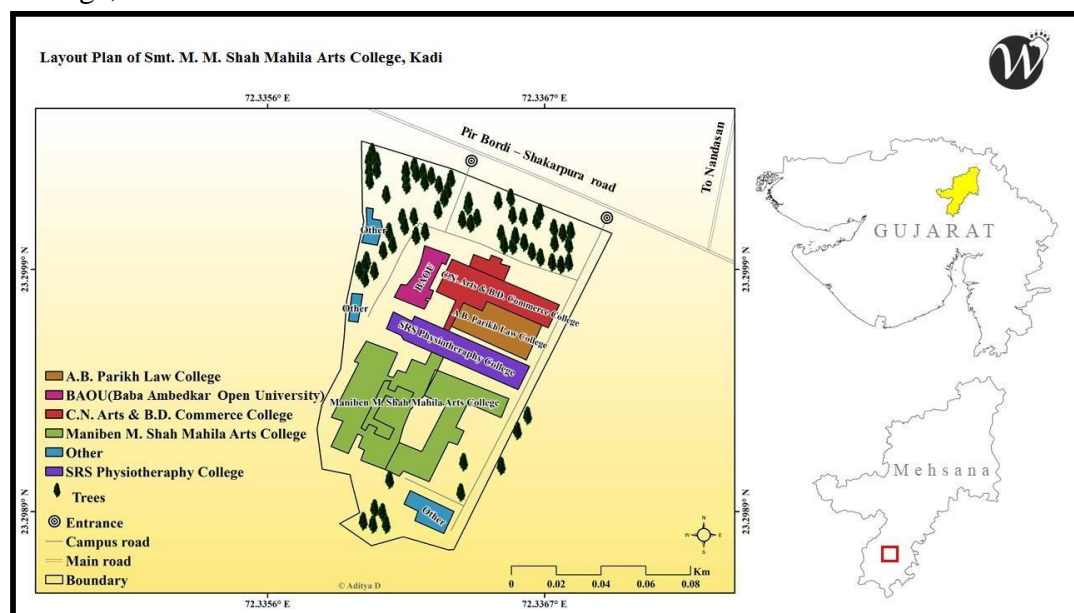 Layout Plan of Smt. M. M. Shah Mahila Arts College, Kadi
W
72.3356° E
72.3367° E
Pir Bordi – Shakarpura road
To Nandasan
23.2999° N
23.2999° N
Other
BAOU
C.N. Arts & B.D. Commerce College
Other
A.B. Parikh Law College
SRS Physiotheraphy College
Maniben M. Shah Mahila Arts College
Other
A.B. Parikh Law College
BAOU(Baba Ambedkar Open University)
C.N. Arts & B.D. Commerce College
Maniben M. Shah Mahila Arts College
Other
SRS Physiotheraphy College
Trees
Entrance
Campus road
Main road
Boundary
23.2989° N
23.2989° N
N
W E
S
Km
0 0.02 0.04 0.06 0.08
© Aditya D
72.3356° E
72.3367° E
GUJARAT
Mehsana